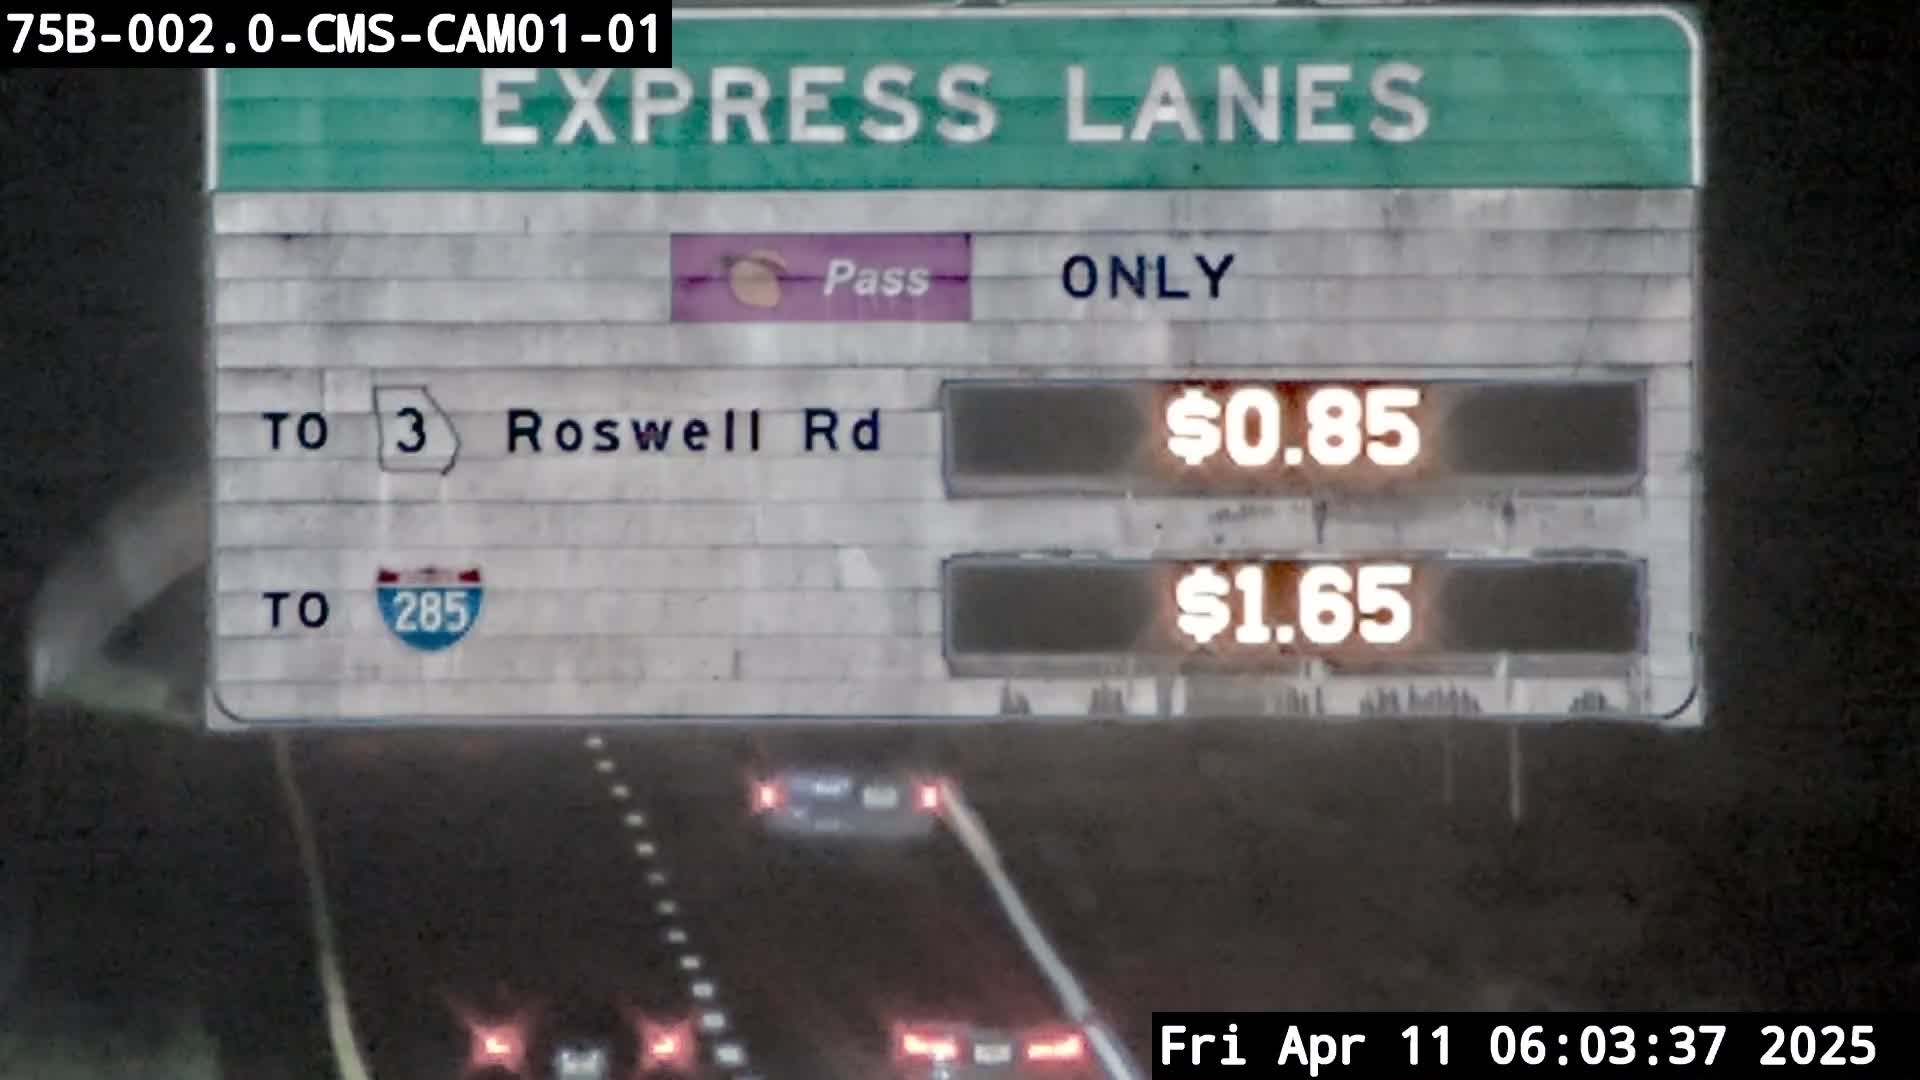 75B-002.0-CMS-CAM01-01
EXPRESS LANES
Pass ONLY
TO 3 Roswell Rd $0.85
TO 285 $1.65
Fri Apr 11 06:03:37 2025